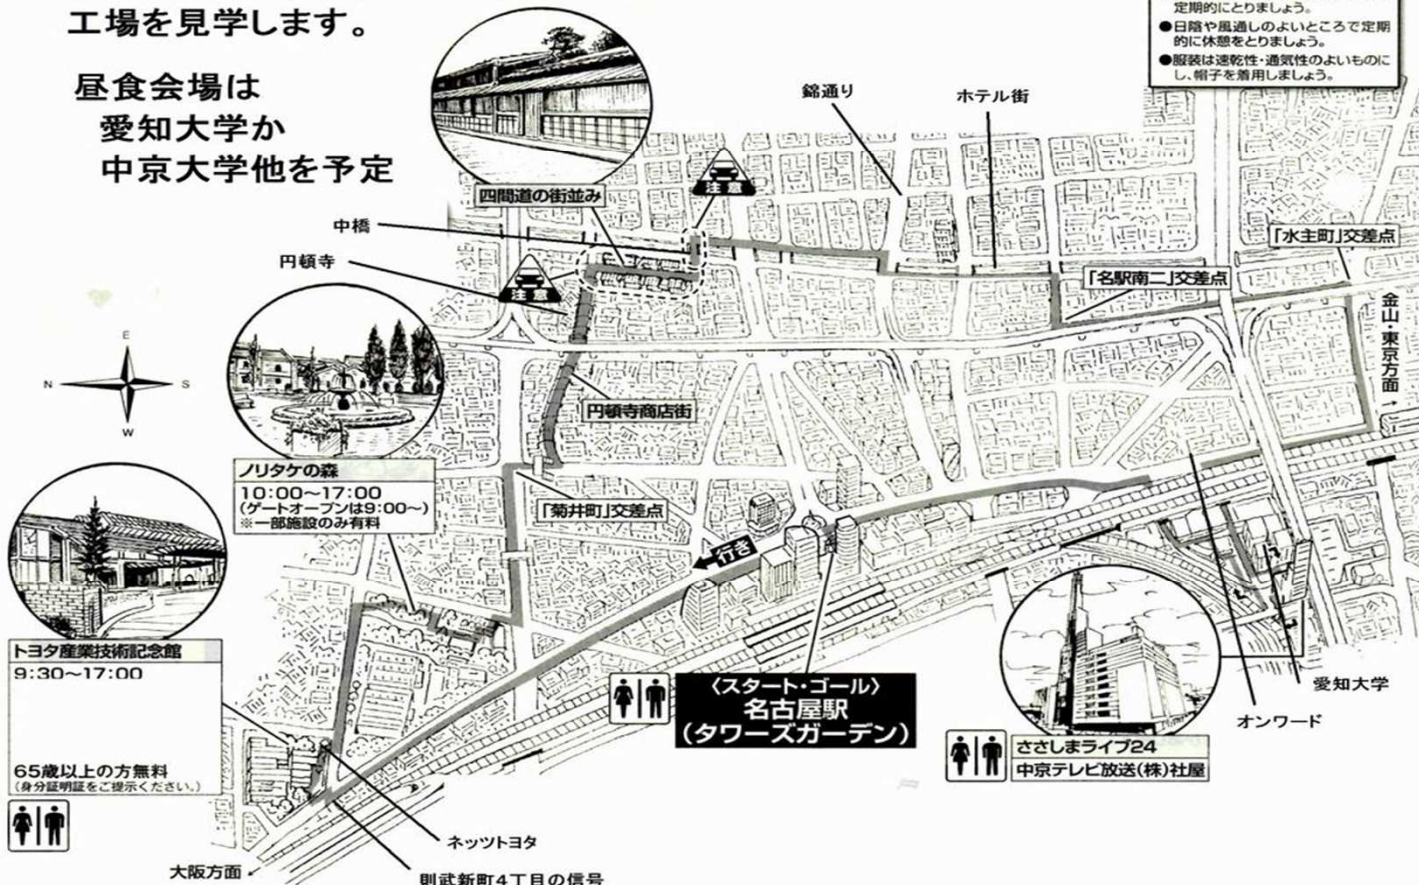 工場を見学します。
昼食会場は
愛知大学か
中京大学他を予定
定期的にとりましょう。
●日陰や風通しのよいところで定期
的に休憩をとりましょう。
●服装は速乾性・通気性のよいものに
し、帽子を着用しましょう。
錦通り
ホテル街
注意
四間道の街並み
中橋
円頓寺
注意
「水主町」交差点
「名駅南二」交差点
金山・東京方面→
E
N
S
W
円頓寺商店街
ノリタケの森
10:00〜17:00
(ゲートオープンは9:00〜)
※一部施設のみ有料
「菊井町」交差点
←行き
トヨタ産業技術記念館
9:30〜17:00
65歳以上の方無料
(身分証明証をご提示ください。)
〈スタート・ゴール〉
名古屋駅
(タワーズガーデン)
愛知大学
オンワード
ささしまライブ24
中京テレビ放送(株)社屋
ネッツトヨタ
大阪方面←
則武新町4丁目の信号